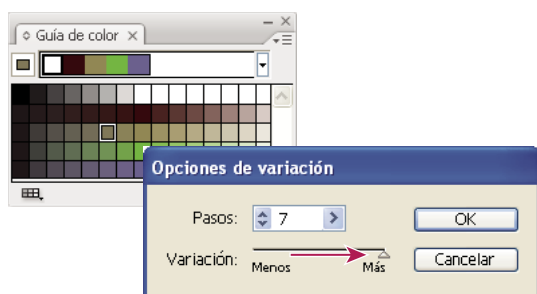 Guía de color
Opciones de variación
Pasos: 7
OK
Variación:
Menos
Más
Cancelar